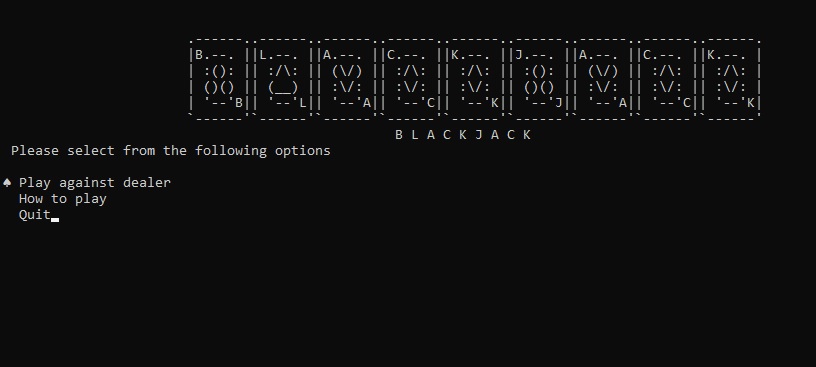 .------..------..------..------..------..------..------..------..------.
|B.--. ||L.--. ||A.--. ||C.--. ||K.--. ||J.--. ||A.--. ||C.--. ||K.--. |
| :(): || :/\: || (\/) || :/\: || :/\: || :(): || (\/) || :/\: || :/\: |
| ()() || (__) || :\/: || :\/: || :\/: || ()() || :\/: || :\/: || :\/: |
| '--'B|| '--'L|| '--'A|| '--'C|| '--'K|| '--'J|| '--'A|| '--'C|| '--'K|
`------'`------'`------'`------'`------'`------'`------'`------'`------'
B L A C K J A C K
Please select from the following options
♠ Play against dealer
How to play
Quit